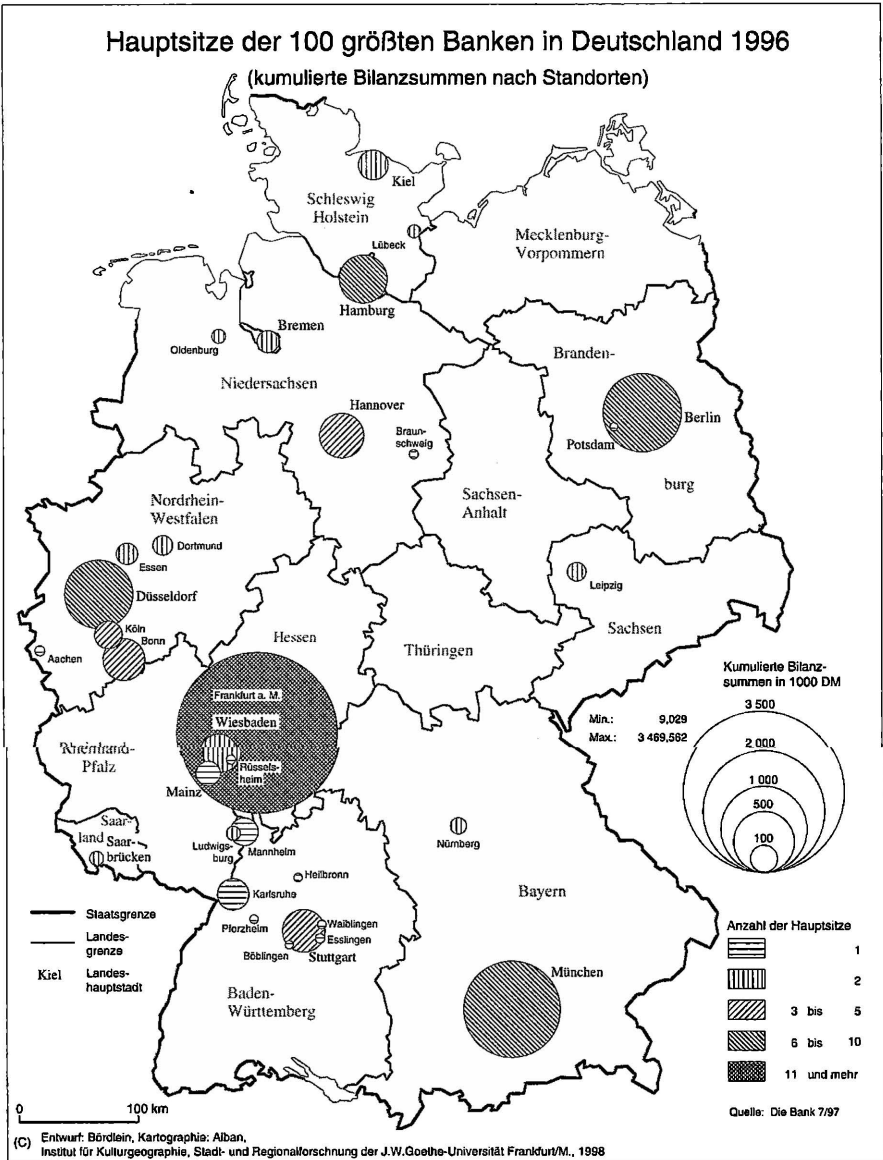 Hauptsitze der 100 größten Banken in Deutschland 1996
(kumulierte Bilanzsummen nach Standorten)
Kiel
Schleswig
Holstein
Lübeck
Mecklenburg-
Vorpommern
Hamburg
Bremen
Oldenburg
Niedersachsen
Branden-
burg
Hannover
Braun-
schweig
Berlin
Potsdam
Sachsen-
Anhalt
Nordrhein-
Westfalen
Dortmund
Essen
Düsseldorf
Köln
Bonn
Aachen
Leipzig
Sachsen
Hessen
Thüringen
Frankfurt a. M.
Wiesbaden
Rüssels-
heim
Mainz
Rheinland-
Pfalz
Saar-
land
Saar-
brücken
Ludwigs-
burg
Mannheim
Nürnberg
Heilbronn
Karlsruhe
Pforzheim
Waiblingen
Esslingen
Böblingen
Stuttgart
Bayern
München
Baden-
Württemberg
Kumulierte Bilanz-
summen in 1000 DM
Min.: 9,029
Max.: 3 469,562
3 500
2 000
1 000
500
100
Staatsgrenze
Landes-
grenze
Kiel Landes-
hauptstadt
Anzahl der Hauptsitze
1
2
3 bis 5
6 bis 10
11 und mehr
Quelle: Die Bank 7/97
0 100 km
(C) Entwurf: Bördlein, Kartographie: Alban,
Institut für Kulturgeographie, Stadt- und Regionalforschnung der J.W.Goethe-Universität Frankfurt/M., 1998